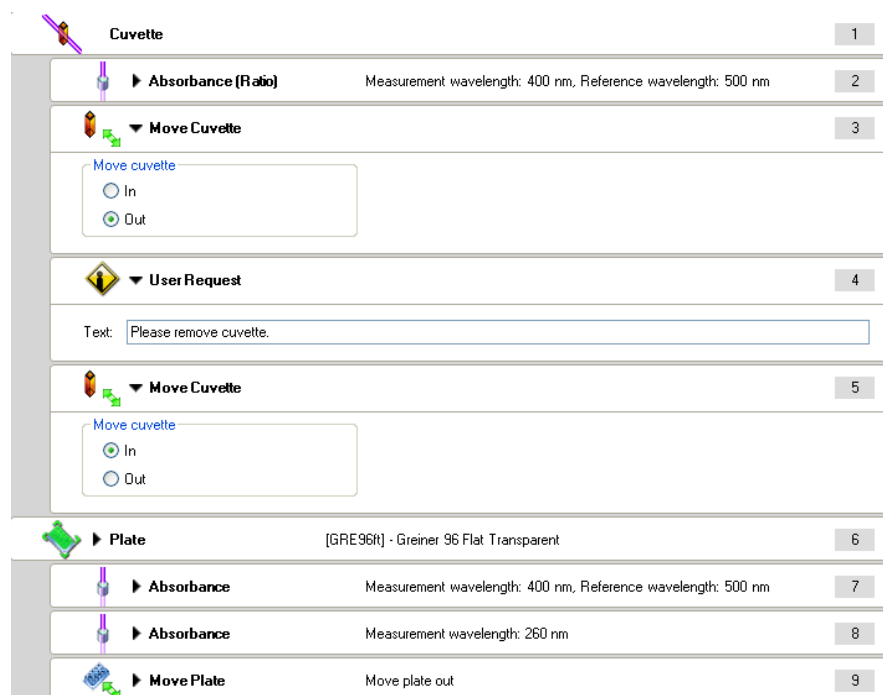 Cuvette 1
Absorbance (Ratio) Measurement wavelength: 400 nm, Reference wavelength: 500 nm 2
Move Cuvette 3
Move cuvette
In
Out
User Request 4
Text: Please remove cuvette.
Move Cuvette 5
Move cuvette
In
Out
Plate [GRE96ft] - Greiner 96 Flat Transparent 6
Absorbance Measurement wavelength: 400 nm, Reference wavelength: 500 nm 7
Absorbance Measurement wavelength: 260 nm 8
Move Plate Move plate out 9